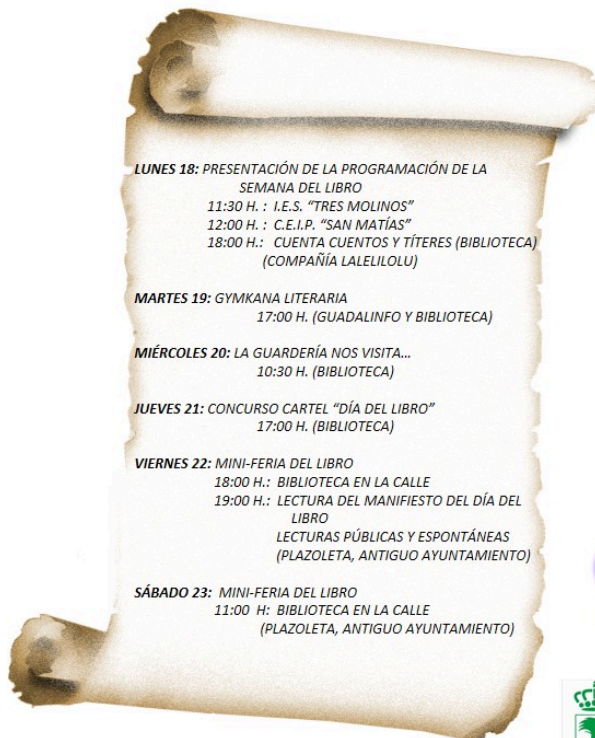 LUNES 18: PRESENTACIÓN DE LA PROGRAMACIÓN DE LA
SEMANA DEL LIBRO
11:30 H. : I.E.S. “TRES MOLINOS”
12:00 H. : C.E.I.P. “SAN MATÍAS”
18:00 H.: CUENTA CUENTOS Y TÍTERES (BIBLIOTECA)
(COMPAÑÍA LALELILOLU)
MARTES 19: GYMKANA LITERARIA
17:00 H. (GUADALINFO Y BIBLIOTECA)
MIÉRCOLES 20: LA GUARDERÍA NOS VISITA...
10:30 H. (BIBLIOTECA)
JUEVES 21: CONCURSO CARTEL “DÍA DEL LIBRO”
17:00 H. (BIBLIOTECA)
VIERNES 22: MINI-FERIA DEL LIBRO
18:00 H.: BIBLIOTECA EN LA CALLE
19:00 H.: LECTURA DEL MANIFIESTO DEL DÍA DEL
LIBRO
LECTURAS PÚBLICAS Y ESPONTÁNEAS
(PLAZOLETA, ANTIGUO AYUNTAMIENTO)
SÁBADO 23: MINI-FERIA DEL LIBRO
11:00 H: BIBLIOTECA EN LA CALLE
(PLAZOLETA, ANTIGUO AYUNTAMIENTO)